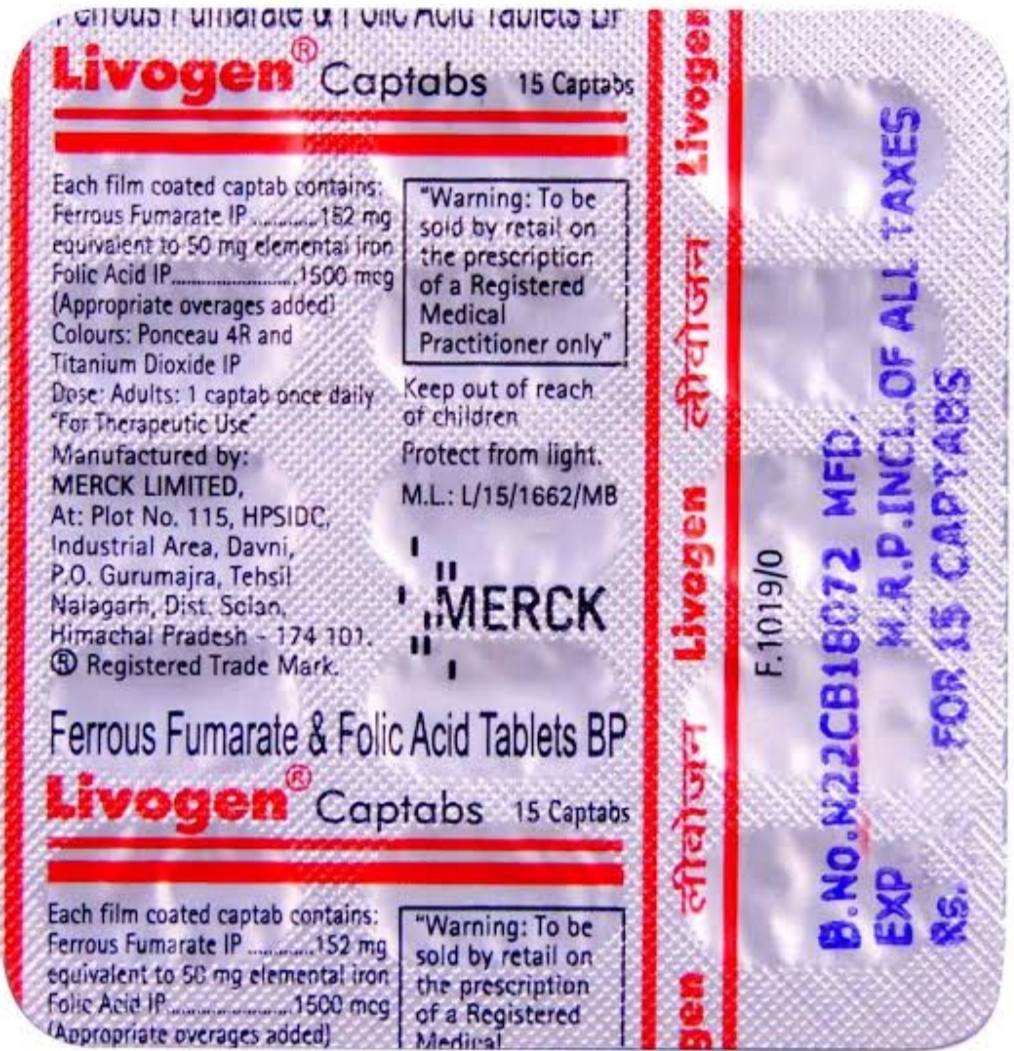 Ferrous Fumarate & Folic Acid Tablets BP
Livogen® Captabs 15 Captabs
Each film coated captab contains:
Ferrous Fumarate IP .............152 mg
equivalent to 50 mg elemental iron
Folic Acid IP.........................1500 mcg
(Appropriate overages added)
Colours: Ponceau 4R and
Titanium Dioxide IP
Dose: Adults: 1 captab once daily
"For Therapeutic Use"
Manufactured by:
MERCK LIMITED,
At: Plot No. 115, HPSIDC,
Industrial Area, Davni,
P.O. Gurumajra, Tehsil
Nalagarh, Dist. Solan,
Himachal Pradesh - 174 101.
® Registered Trade Mark.
"Warning: To be
sold by retail on
the prescription
of a Registered
Medical
Practitioner only"
Keep out of reach
of children
Protect from light.
M.L.: L/15/1662/MB
MERCK
Ferrous Fumarate & Folic Acid Tablets BP
Livogen® Captabs 15 Captabs
Each film coated captab contains:
Ferrous Fumarate IP .............152 mg
equivalent to 50 mg elemental iron
Folic Acid IP.........................1500 mcg
(Appropriate overages added)
"Warning: To be
sold by retail on
the prescription
of a Registered
Medical
gen लीवोजन Livogen लीवोजन Livogen
F.1019/0
B.NO.N22CB18072 MFD.
EXP M.R.P.INCL.OF ALL TAXES
Rs. FOR 15 CAPTABS